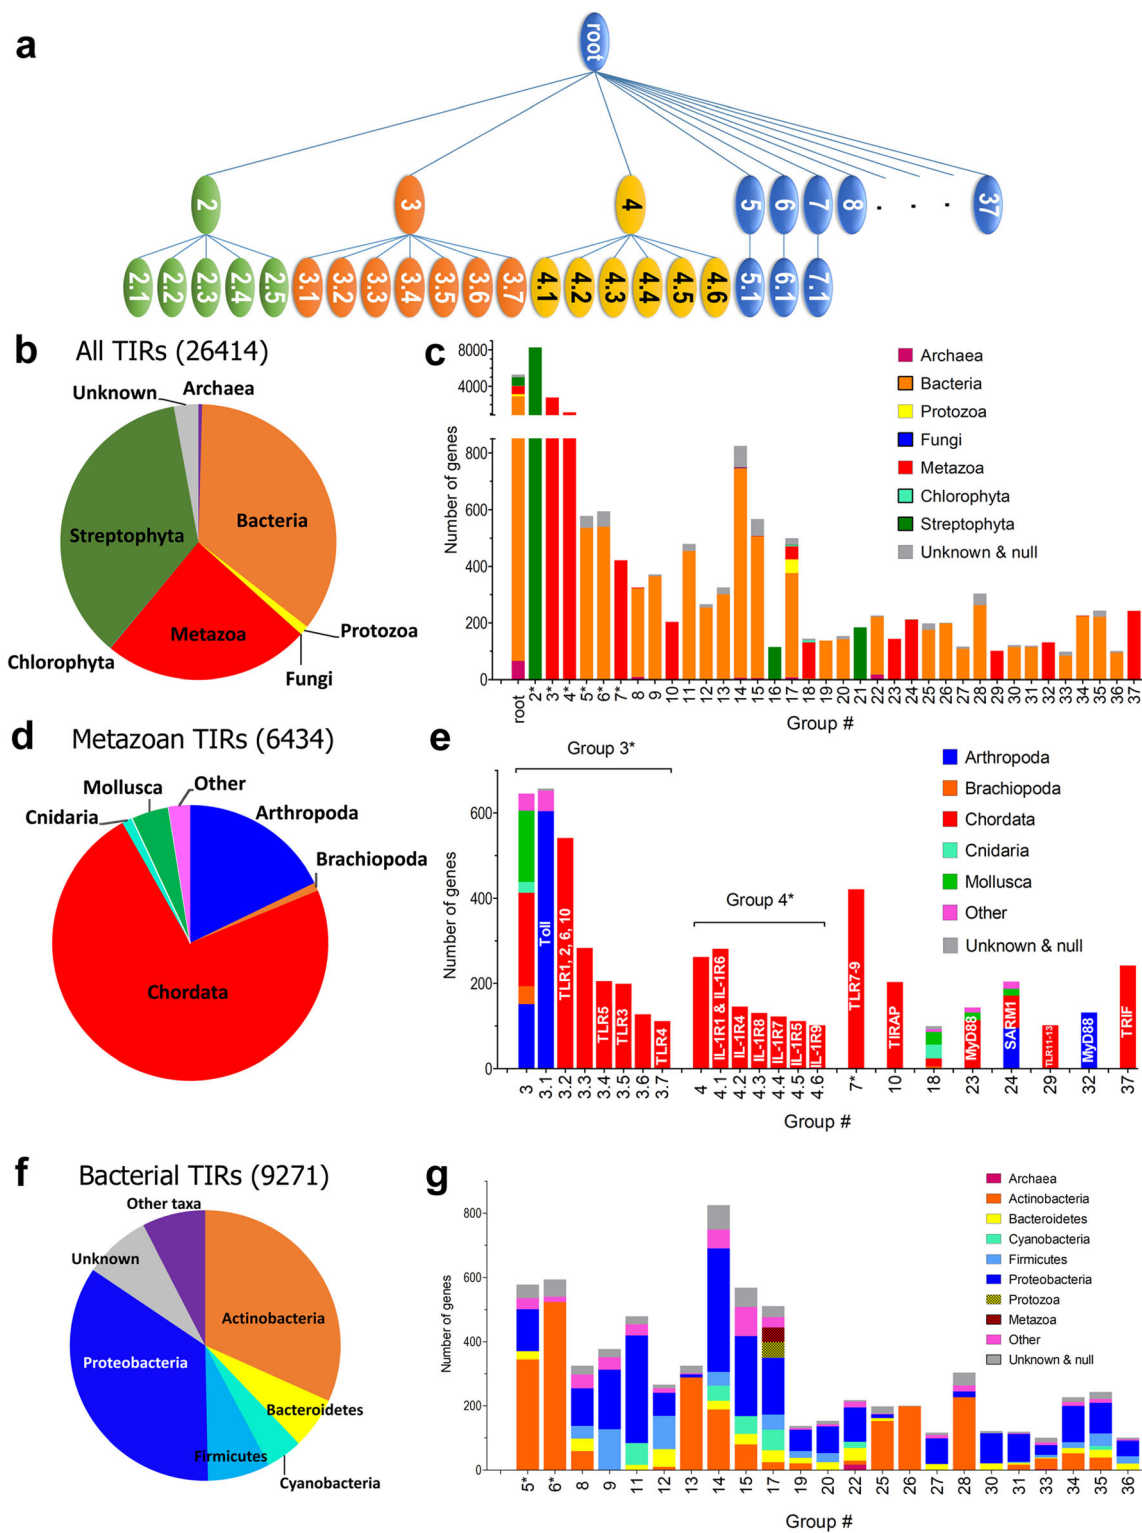 a
root
2
3
4
5
6
7
8
. . .
37
2.1
2.2
2.3
2.4
2.5
3.1
3.2
3.3
3.4
3.5
3.6
3.7
4.1
4.2
4.3
4.4
4.5
4.6
5.1
6.1
7.1
b
All TIRs (26414)
Unknown
Archaea
Bacteria
Streptophyta
Metazoa
Protozoa
Chlorophyta
Fungi
c
Number of genes
8000
4000
800
600
400
200
0
root
2*
3*
4*
5*
6*
7*
8
9
10
11
12
13
14
15
16
17
18
19
20
21
22
23
24
25
26
27
28
29
30
31
32
33
34
35
36
37
Group #
Archaea
Bacteria
Protozoa
Fungi
Metazoa
Chlorophyta
Streptophyta
Unknown & null
d
Metazoan TIRs (6434)
Mollusca
Other
Cnidaria
Arthropoda
Brachiopoda
Chordata
e
Group 3*
Group 4*
Number of genes
600
400
200
0
Toll
TLR1, 2, 6, 10
TLR5
TLR3
TLR4
IL-1R1 & IL-1R6
IL-1R4
IL-1R8
IL-1R7
IL-1R5
IL-1R9
TLR7-9
TIRAP
MyD88
SARM1
TLR11-13
MyD88
TRIF
3
3.1
3.2
3.3
3.4
3.5
3.6
3.7
4
4.1
4.2
4.3
4.4
4.5
4.6
7*
10
18
23
24
29
32
37
Group #
Arthropoda
Brachiopoda
Chordata
Cnidaria
Mollusca
Other
Unknown & null
f
Bacterial TIRs (9271)
Other taxa
Unknown
Actinobacteria
Proteobacteria
Bacteroidetes
Firmicutes
Cyanobacteria
g
Number of genes
800
600
400
200
0
5*
6*
8
9
11
12
13
14
15
17
19
20
22
25
26
27
28
30
31
33
34
35
36
Group #
Archaea
Actinobacteria
Bacteroidetes
Cyanobacteria
Firmicutes
Proteobacteria
Protozoa
Metazoa
Other
Unknown & null